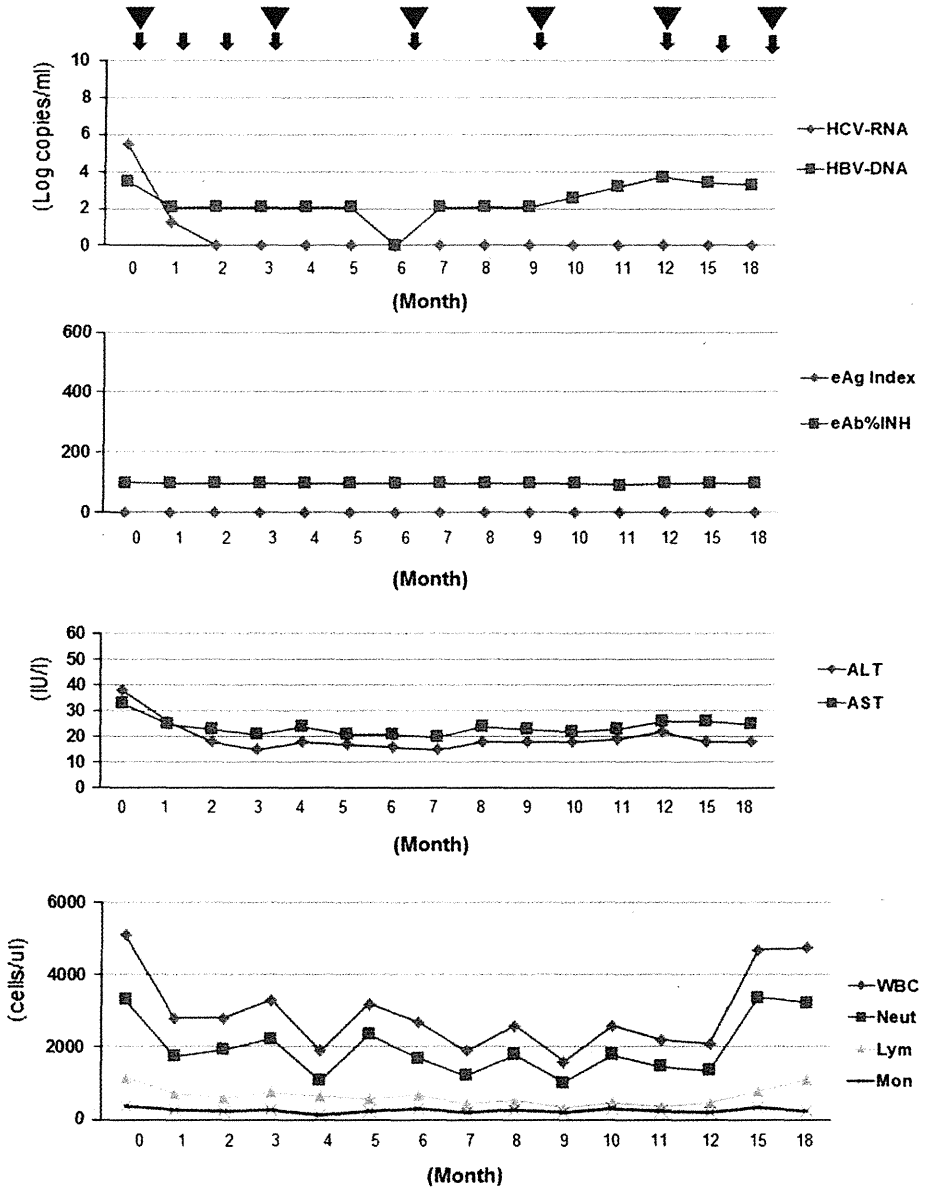 10
8
6
4
2
0
(Log copies/ml)
HCV-RNA
HBV-DNA
0 1 2 3 4 5 6 7 8 9 10 11 12 15 18
(Month)
600
400
200
0
eAg Index
eAb%INH
0 1 2 3 4 5 6 7 8 9 10 11 12 15 18
(Month)
60
50
40
30
20
10
0
(IU/l)
ALT
AST
0 1 2 3 4 5 6 7 8 9 10 11 12 15 18
(Month)
6000
4000
2000
0
(cells/ul)
WBC
Neut
Lym
Mon
0 1 2 3 4 5 6 7 8 9 10 11 12 15 18
(Month)